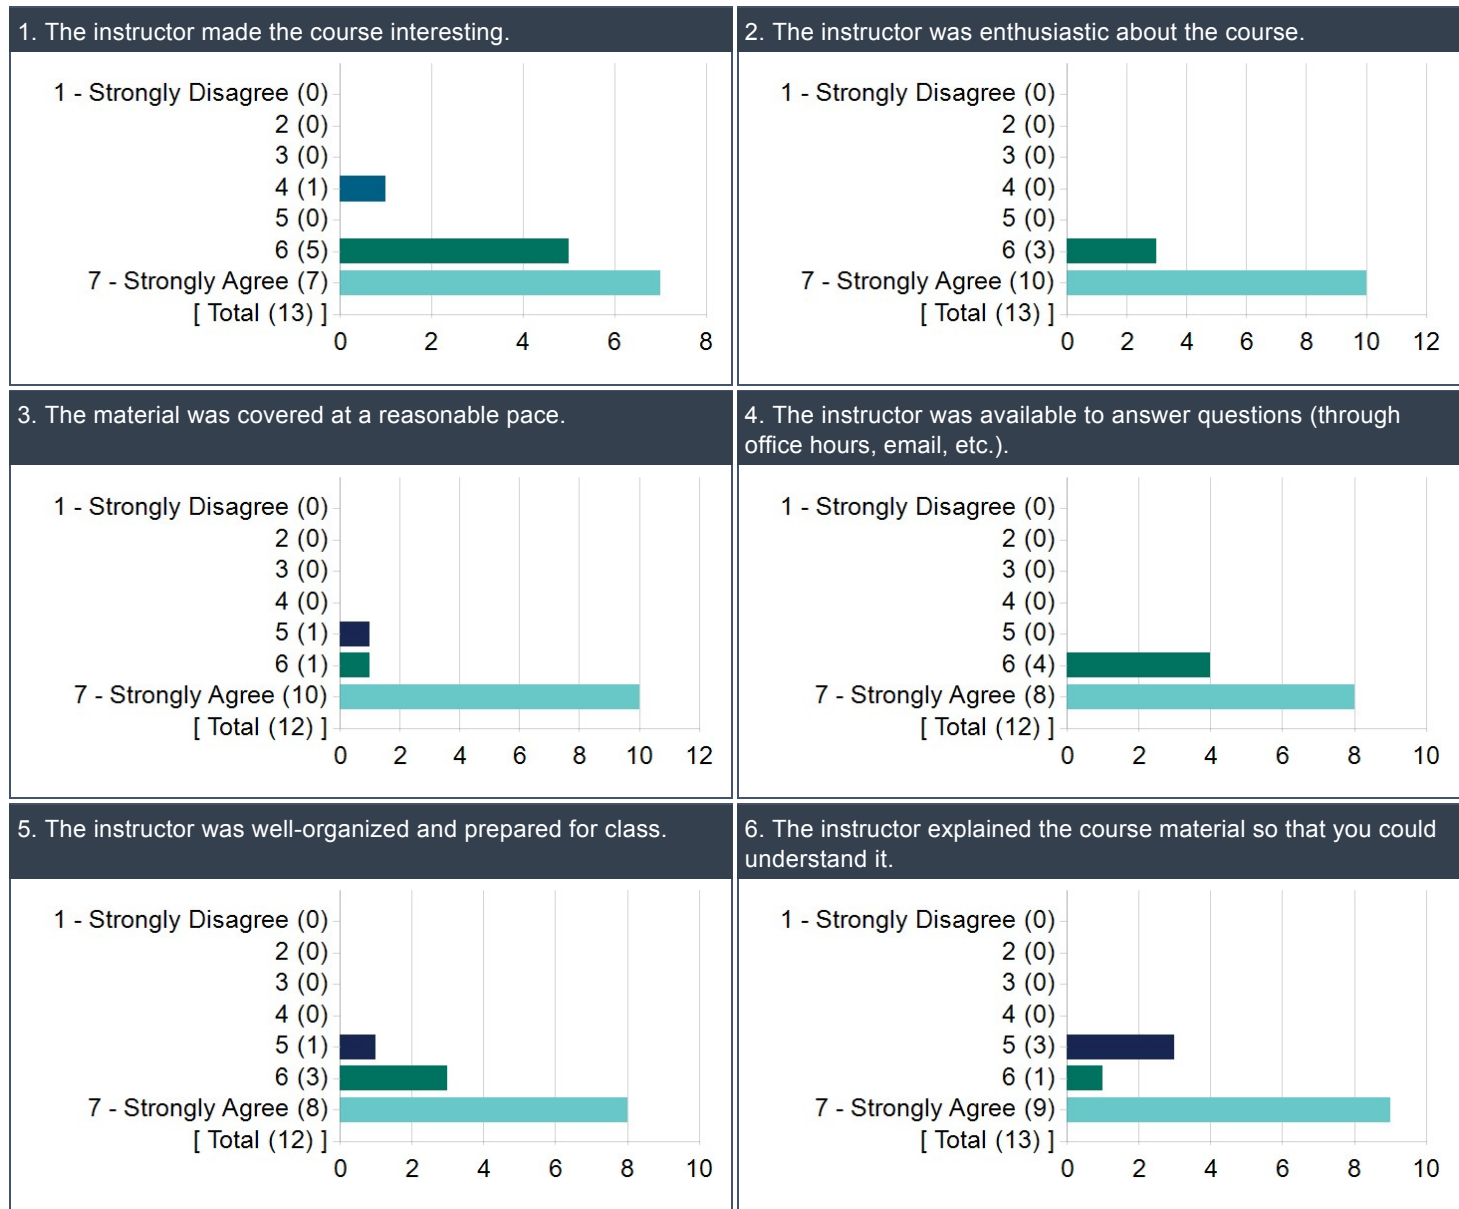 1. The instructor made the course interesting.
1 - Strongly Disagree (0)
2 (0)
3 (0)
4 (1)
5 (0)
6 (5)
7 - Strongly Agree (7)
[ Total (13) ]
0 2 4 6 8
2. The instructor was enthusiastic about the course.
1 - Strongly Disagree (0)
2 (0)
3 (0)
4 (0)
5 (0)
6 (3)
7 - Strongly Agree (10)
[ Total (13) ]
0 2 4 6 8 10 12
3. The material was covered at a reasonable pace.
1 - Strongly Disagree (0)
2 (0)
3 (0)
4 (0)
5 (1)
6 (1)
7 - Strongly Agree (10)
[ Total (12) ]
0 2 4 6 8 10 12
4. The instructor was available to answer questions (through
office hours, email, etc.).
1 - Strongly Disagree (0)
2 (0)
3 (0)
4 (0)
5 (0)
6 (4)
7 - Strongly Agree (8)
[ Total (12) ]
0 2 4 6 8 10
5. The instructor was well-organized and prepared for class.
1 - Strongly Disagree (0)
2 (0)
3 (0)
4 (0)
5 (1)
6 (3)
7 - Strongly Agree (8)
[ Total (12) ]
0 2 4 6 8 10
6. The instructor explained the course material so that you could
understand it.
1 - Strongly Disagree (0)
2 (0)
3 (0)
4 (0)
5 (3)
6 (1)
7 - Strongly Agree (9)
[ Total (13) ]
0 2 4 6 8 10